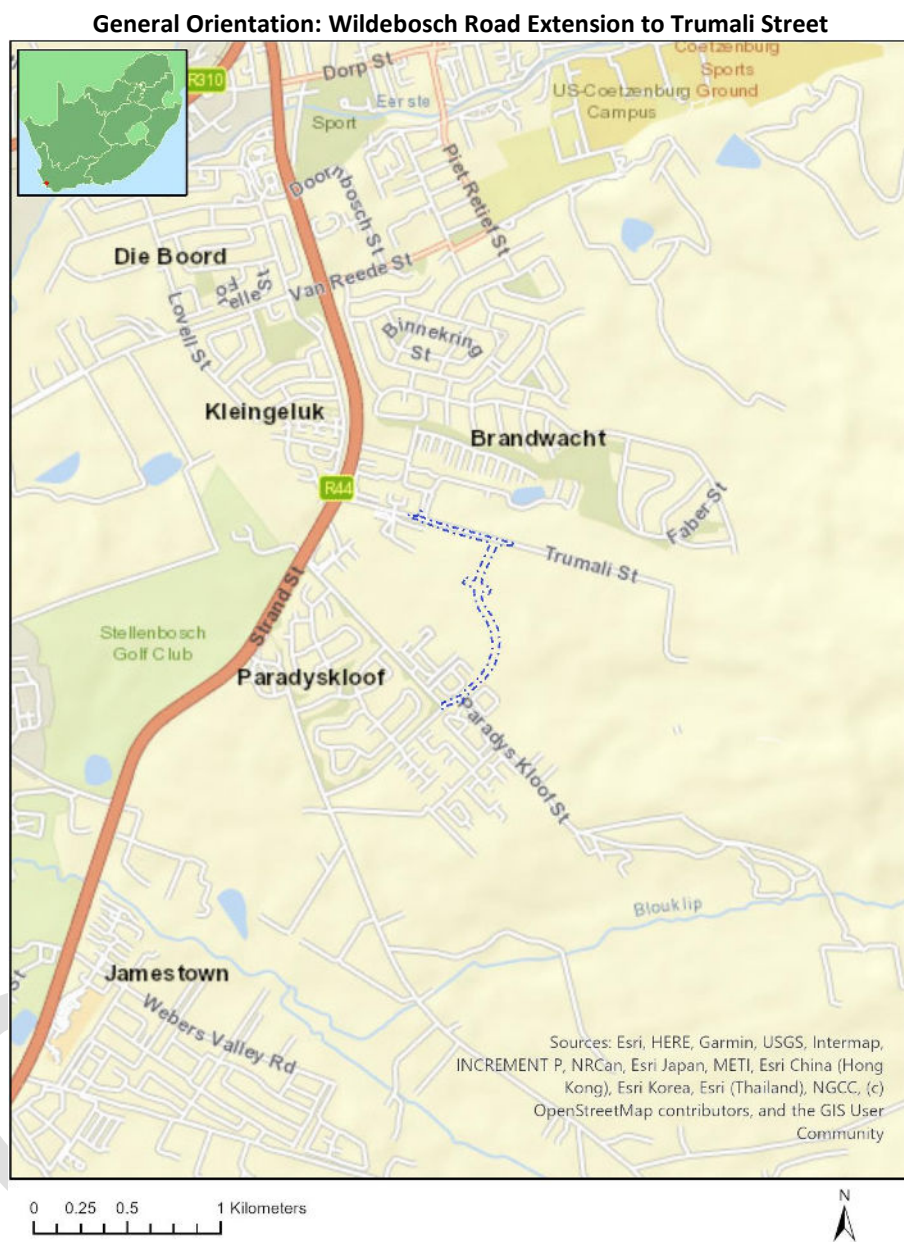 General Orientation: Wildebosch Road Extension to Trumali Street
R310
Dorp St
Coetzenburg
Sports
Ground
Eerste
US-Coetzenburg
Campus
Sport
Piet Retief St
Doornbosch St
Die Boord
Van Reede St
Lovell St
Binnekring
St
Kleingeluk
Brandwacht
R44
Faber St
Trumali St
Strand St
Stellenbosch
Golf Club
Paradyskloof
Paradys Kloof St
Blouklip
Jamestown
St
Webers Valley Rd
Sources: Esri, HERE, Garmin, USGS, Intermap,
INCREMENT P, NRCan, Esri Japan, METI, Esri China (Hong
Kong), Esri Korea, Esri (Thailand), NGCC, (c)
OpenStreetMap contributors, and the GIS User
Community
0 0.25 0.5 1 Kilometers
N